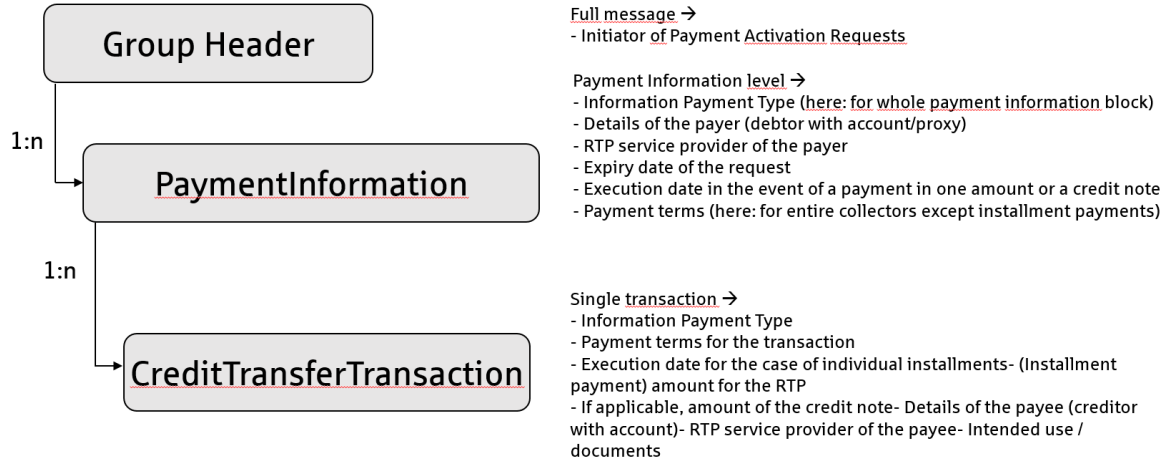 Group Header
1:n
PaymentInformation
1:n
CreditTransferTransaction
Full message →
- Initiator of Payment Activation Requests
Payment Information level →
- Information Payment Type (here: for whole payment information block)
- Details of the payer (debtor with account/proxy)
- RTP service provider of the payer
- Expiry date of the request
- Execution date in the event of a payment in one amount or a credit note
- Payment terms (here: for entire collectors except installment payments)
Single transaction →
- Information Payment Type
- Payment terms for the transaction
- Execution date for the case of individual installments- (Installment
payment) amount for the RTP
- If applicable, amount of the credit note- Details of the payee (creditor
with account)- RTP service provider of the payee- Intended use /
documents